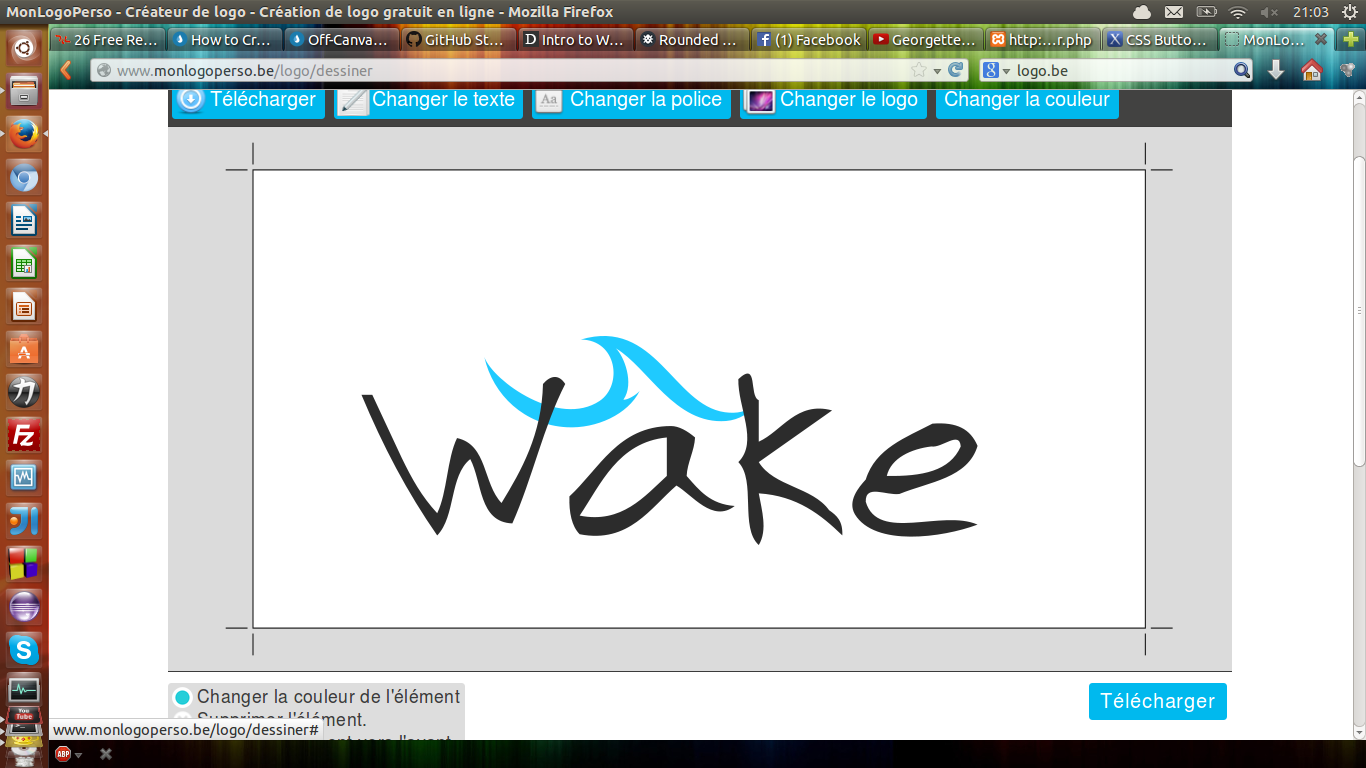 MonLogoPerso - Créateur de logo - Création de logo gratuit en ligne - Mozilla Firefox
21:03
26 Free Re...
How to Cr...
Off-Canva...
GitHub St...
Intro to W...
Rounded ...
(1) Facebook
Georgette...
http:...r.php
CSS Butto...
MonLo...
www.monlogoperso.be/logo/dessiner
logo.be
Télécharger
Aa
Changer le texte
Changer la police
Changer le logo
Changer la couleur
Wake
Changer la couleur de l'élément
Supprimer l'élément.
Télécharger
www.monlogoperso.be/logo/dessiner#
ABP